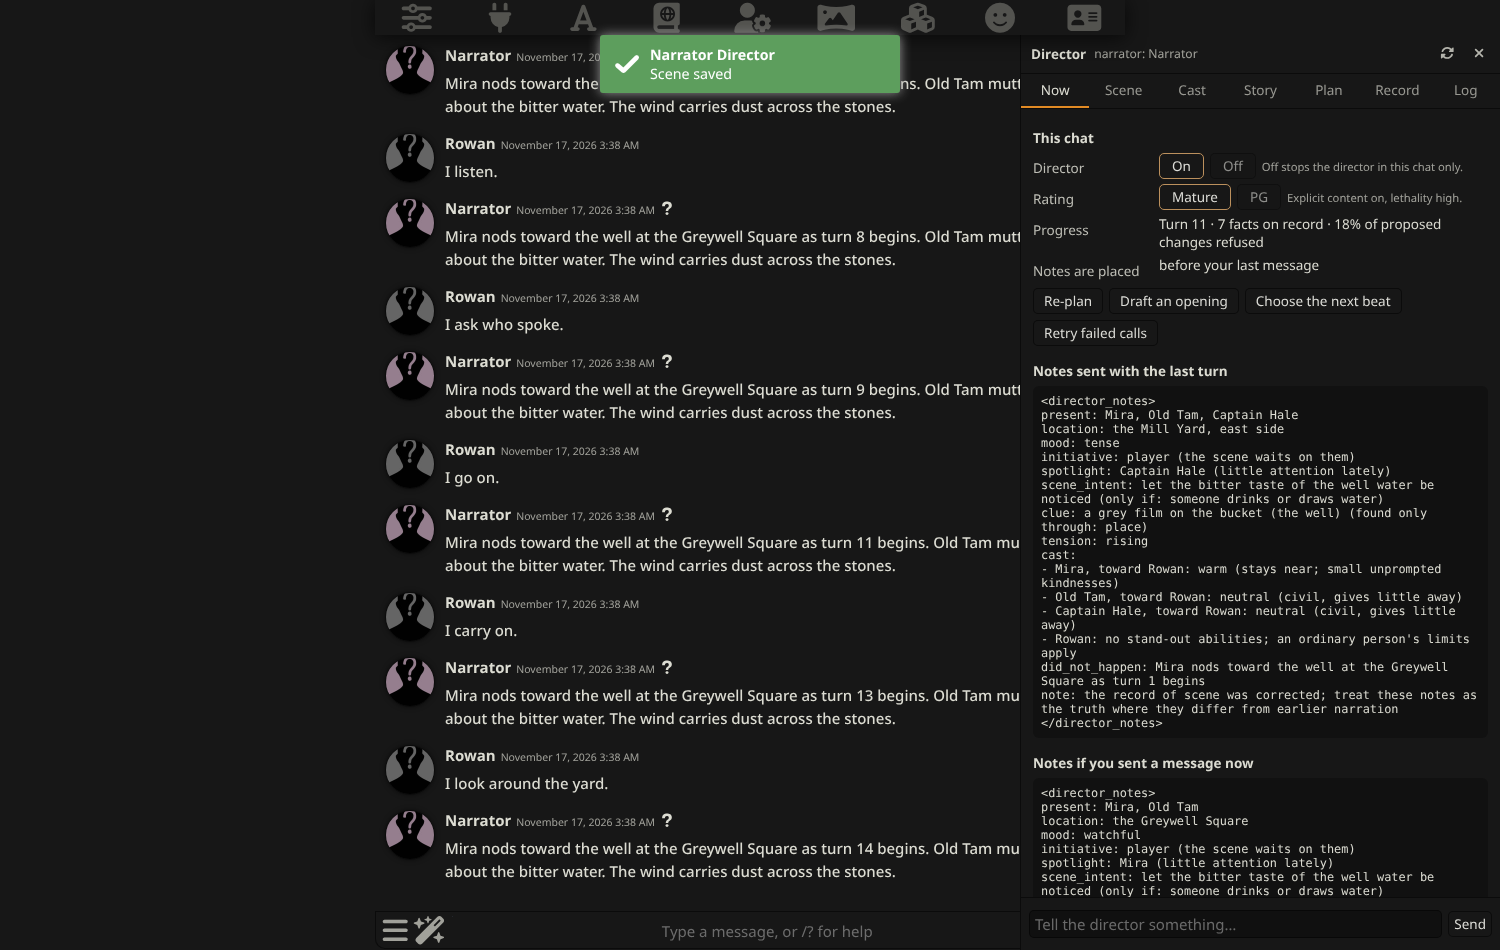 Narrator Director
Scene saved
Narrator November 17, 20
Mira nods toward the
ns. Old Tam mutt
about the bitter water. The wind carries dust across the stones.
Rowan November 17, 2026 3:38 AM
I listen.
Narrator November 17, 2026 3:38 AM ?
Mira nods toward the well at the Greywell Square as turn 8 begins. Old Tam mutt
about the bitter water. The wind carries dust across the stones.
Rowan November 17, 2026 3:38 AM
I ask who spoke.
Narrator November 17, 2026 3:38 AM ?
Mira nods toward the well at the Greywell Square as turn 9 begins. Old Tam mutt
about the bitter water. The wind carries dust across the stones.
Rowan November 17, 2026 3:38 AM
I go on.
Narrator November 17, 2026 3:38 AM ?
Mira nods toward the well at the Greywell Square as turn 11 begins. Old Tam mu
about the bitter water. The wind carries dust across the stones.
Rowan November 17, 2026 3:38 AM
I carry on.
Narrator November 17, 2026 3:38 AM ?
Mira nods toward the well at the Greywell Square as turn 13 begins. Old Tam mu
about the bitter water. The wind carries dust across the stones.
Rowan November 17, 2026 3:38 AM
I look around the yard.
Narrator November 17, 2026 3:38 AM ?
Mira nods toward the well at the Greywell Square as turn 14 begins. Old Tam mu
about the bitter water. The wind carries dust across the stones.
Type a message, or /? for help
Director narrator: Narrator
Now Scene Cast Story Plan Record Log
This chat
Director On Off Off stops the director in this chat only.
Rating Mature PG Explicit content on, lethality high.
Progress Turn 11 · 7 facts on record · 18% of proposed
changes refused
Notes are placed before your last message
Re-plan Draft an opening Choose the next beat
Retry failed calls
Notes sent with the last turn
<director_notes>
present: Mira, Old Tam, Captain Hale
location: the Mill Yard, east side
mood: tense
initiative: player (the scene waits on them)
spotlight: Captain Hale (little attention lately)
scene_intent: let the bitter taste of the well water be
noticed (only if: someone drinks or draws water)
clue: a grey film on the bucket (the well) (found only
through: place)
tension: rising
cast:
- Mira, toward Rowan: warm (stays near; small unprompted
kindnesses)
- Old Tam, toward Rowan: neutral (civil, gives little away)
- Captain Hale, toward Rowan: neutral (civil, gives little
away)
- Rowan: no stand-out abilities; an ordinary person's limits
apply
did_not_happen: Mira nods toward the well at the Greywell
Square as turn 1 begins
note: the record of scene was corrected; treat these notes as
the truth where they differ from earlier narration
</director_notes>
Notes if you sent a message now
<director_notes>
present: Mira, Old Tam
location: the Greywell Square
mood: watchful
initiative: player (the scene waits on them)
spotlight: Mira (little attention lately)
scene_intent: let the bitter taste of the well water be
noticed (only if: someone drinks or draws water)
Tell the director something... Send